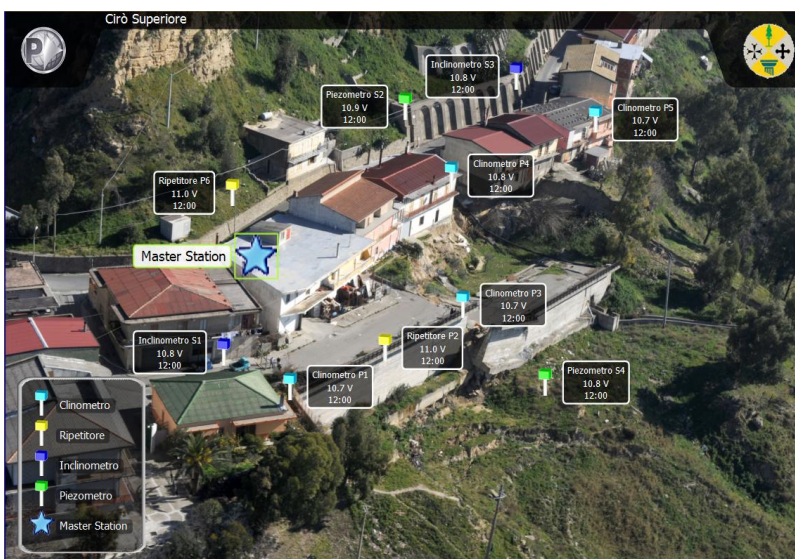 Cirò Superiore
P
Inclinometro S3
10.8 V
12:00
Piezometro S2
10.9 V
12:00
Clinometro P5
10.7 V
12:00
Clinometro P4
10.8 V
12:00
Ripetitore P6
11.0 V
12:00
Master Station
Clinometro P3
10.7 V
12:00
Inclinometro S1
10.8 V
12:00
Ripetitore P2
11.0 V
12:00
Clinometro P1
10.7 V
12:00
Piezometro S4
10.8 V
12:00
Clinometro
Ripetitore
Inclinometro
Piezometro
Master Station